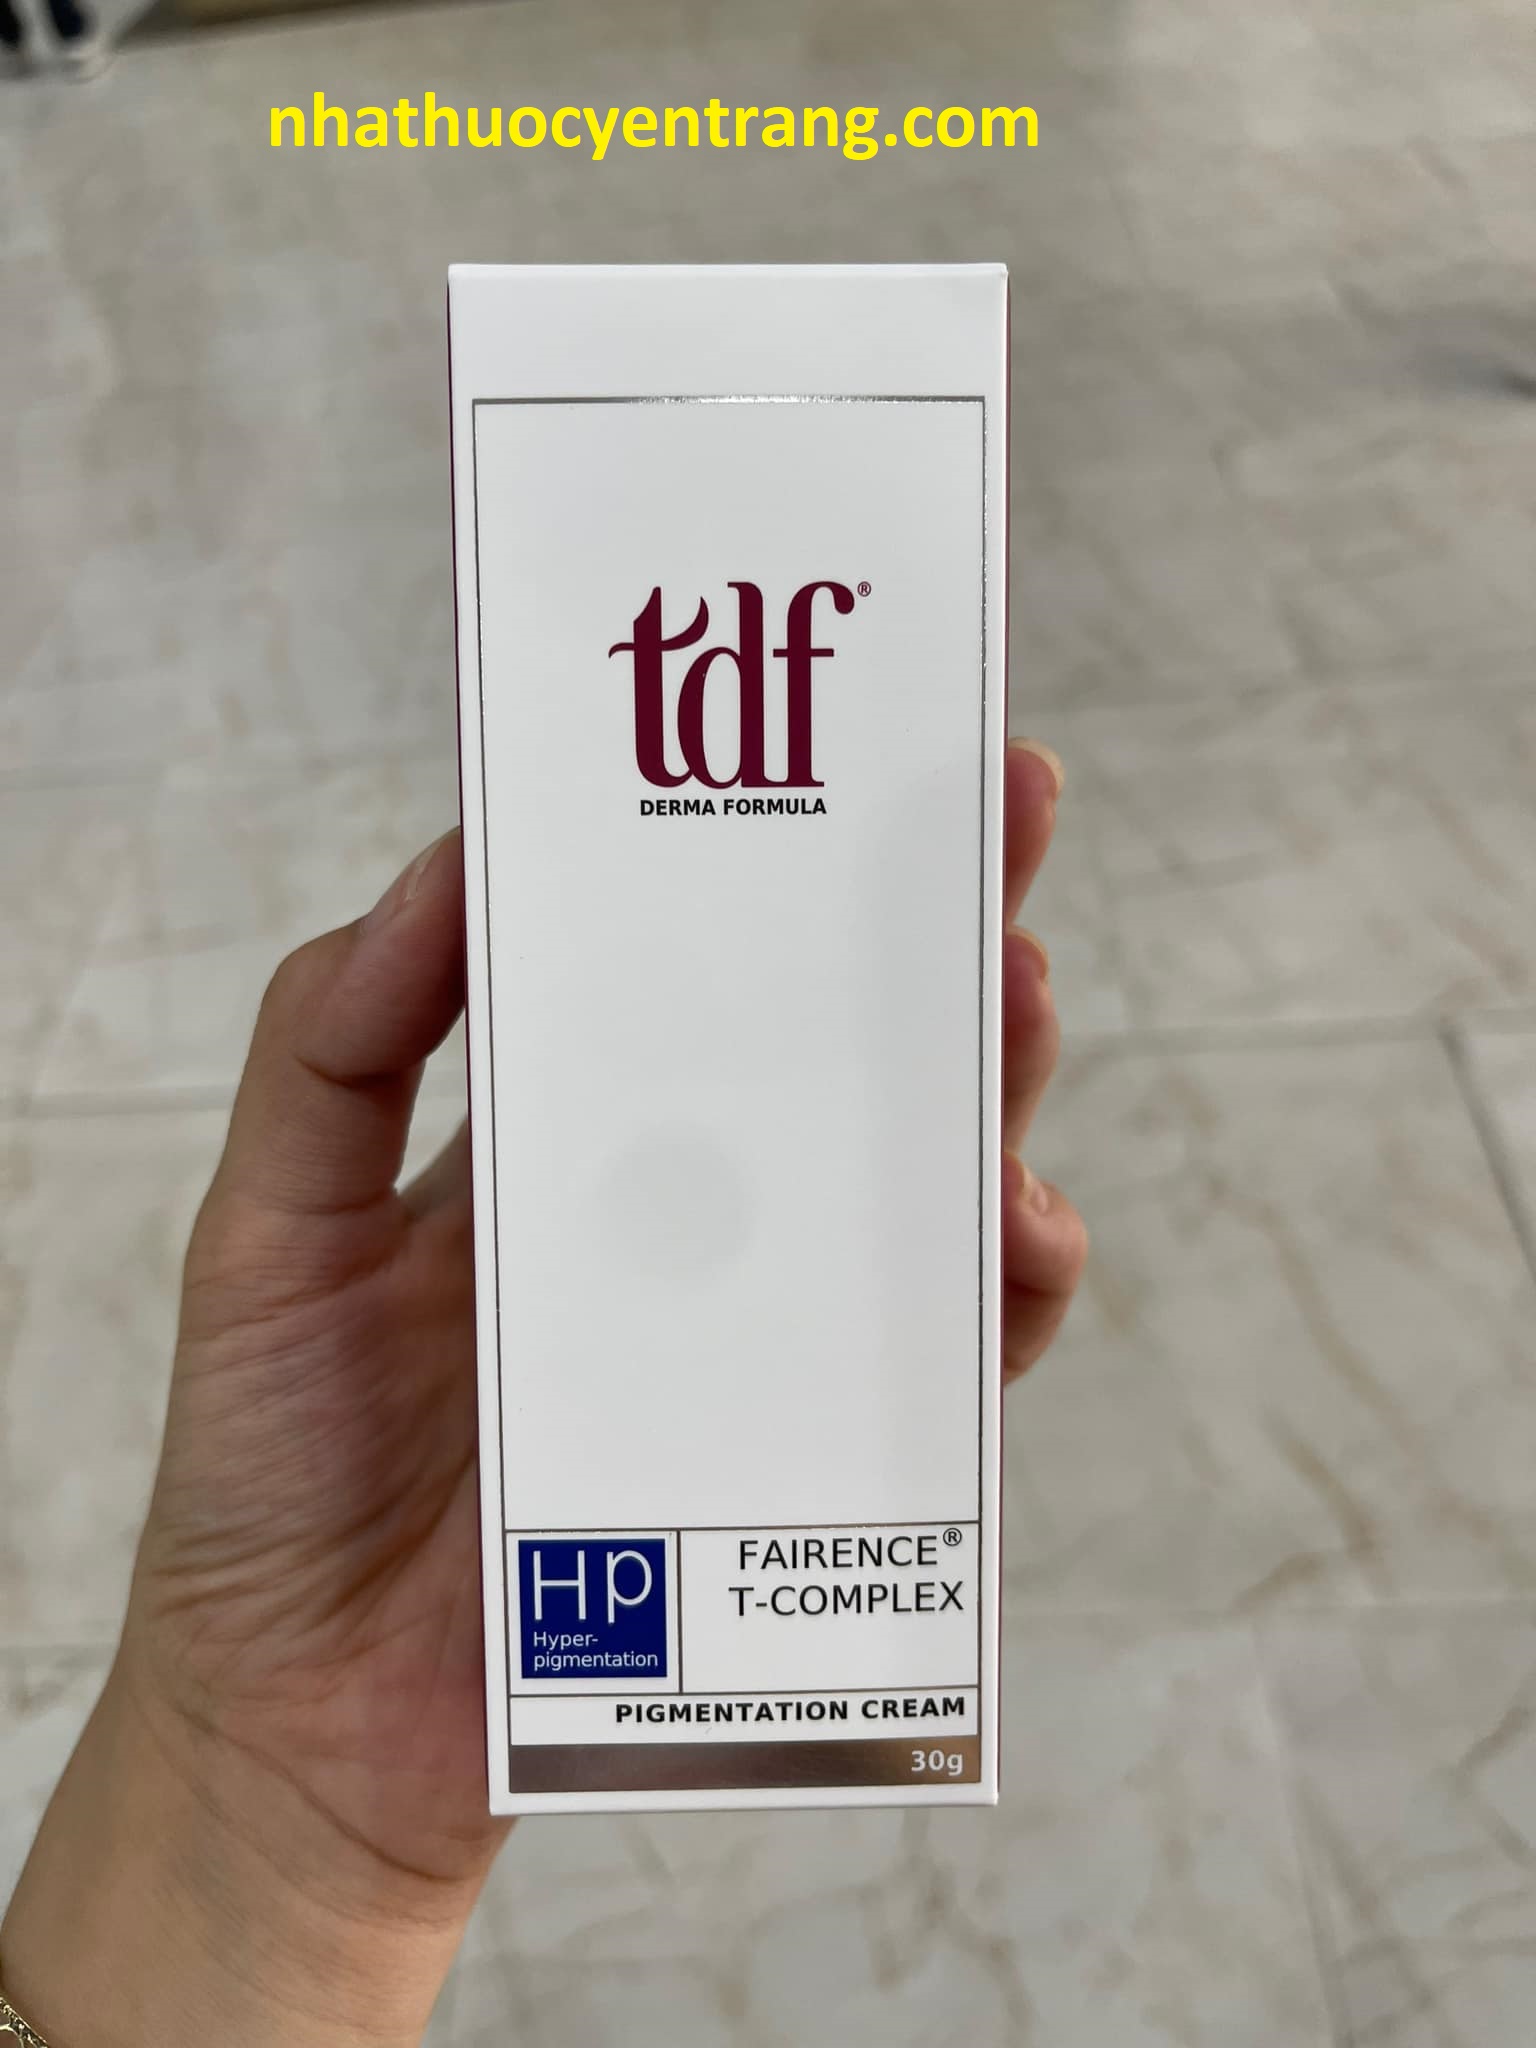 nhathuocyentrang.com
tdf®
DERMA FORMULA
Hp
Hyper-
pigmentation
FAIRENCE®
T-COMPLEX
PIGMENTATION CREAM
30g